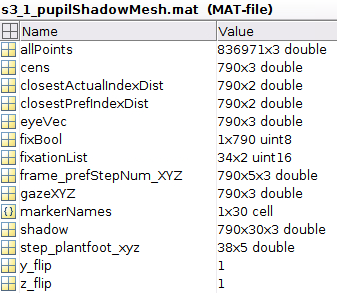 s3_1_pupilShadowMesh.mat (MAT-file)
Name Value
allPoints 836971x3 double
cens 790x3 double
closestActualIndexDist 790x2 double
closestPrefIndexDist 790x2 double
eyeVec 790x3 double
fixBool 1x790 uint8
fixationList 34x2 uint16
frame_prefStepNum_XYZ 790x5x3 double
gazeXYZ 790x3 double
markerNames 1x30 cell
shadow 790x30x3 double
step_plantfoot_xyz 38x5 double
y_flip 1
z_flip 1